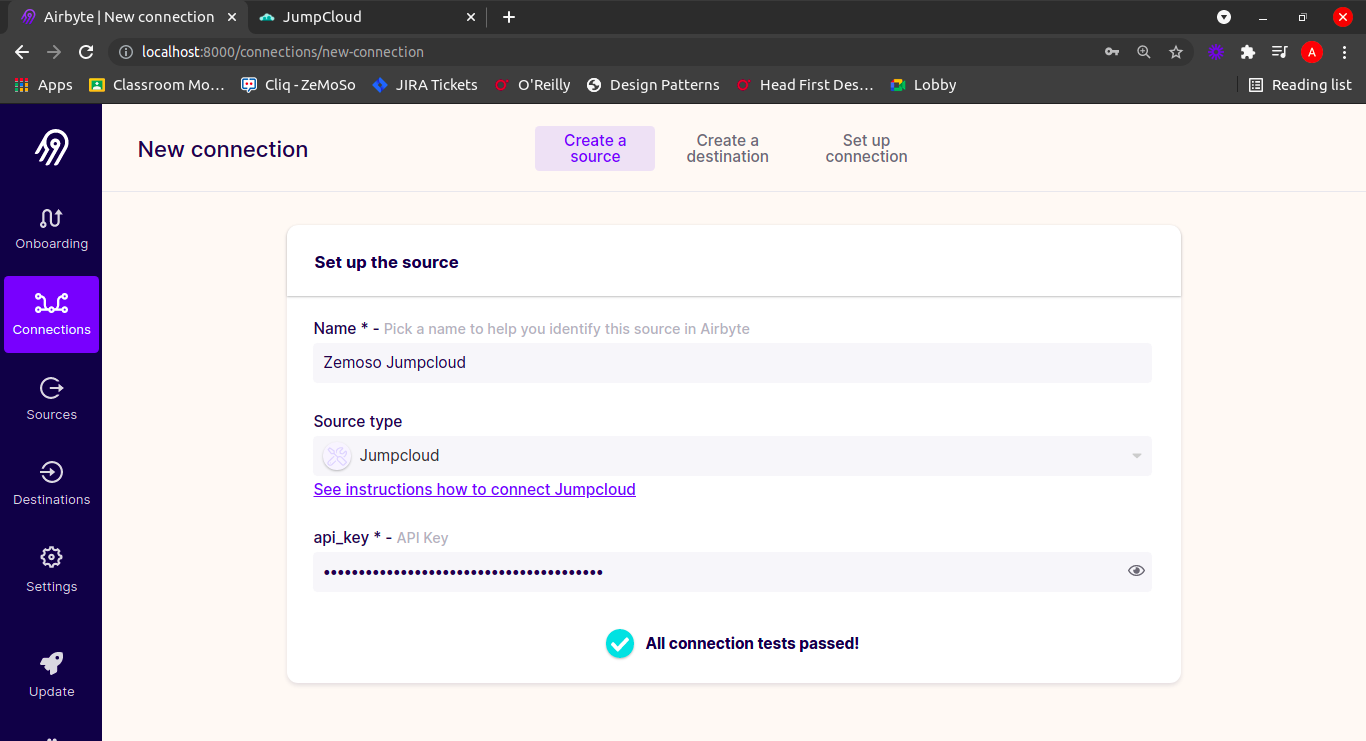 Airbyte | New connection
JumpCloud
localhost:8000/connections/new-connection
A
Apps
Classroom Mo...
Cliq - ZeMoSo
JIRA Tickets
O'Reilly
Design Patterns
Head First Des...
Lobby
Reading list
New connection
Create a
source
Create a
destination
Set up
connection
Onboarding
Connections
Sources
Destinations
Settings
Update
Set up the source
Name * - Pick a name to help you identify this source in Airbyte
Zemoso Jumpcloud
Source type
Jumpcloud
See instructions how to connect Jumpcloud
api_key * - API Key
••••••••••••••••••••••••••••••••••••••••
All connection tests passed!